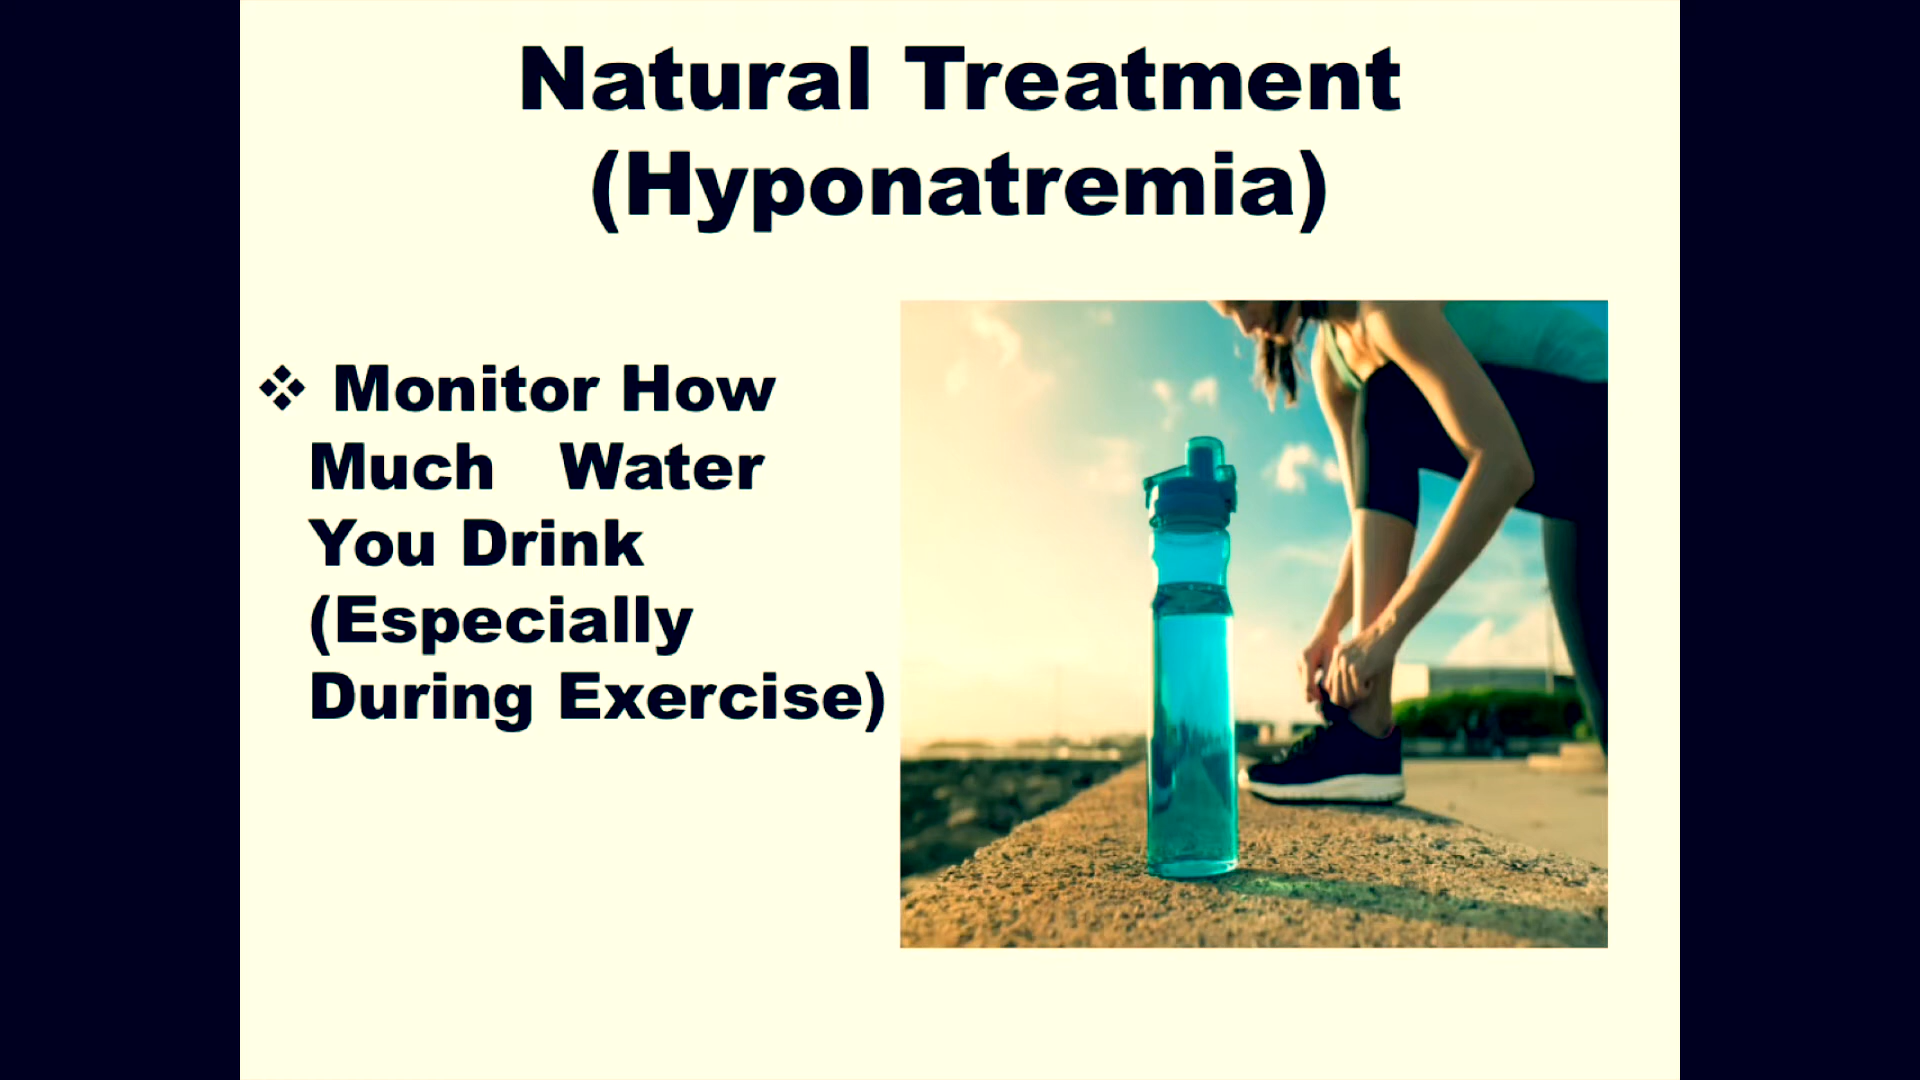 Natural Treatment
(Hyponatremia)
❖ Monitor How
Much Water
You Drink
(Especially
During Exercise)